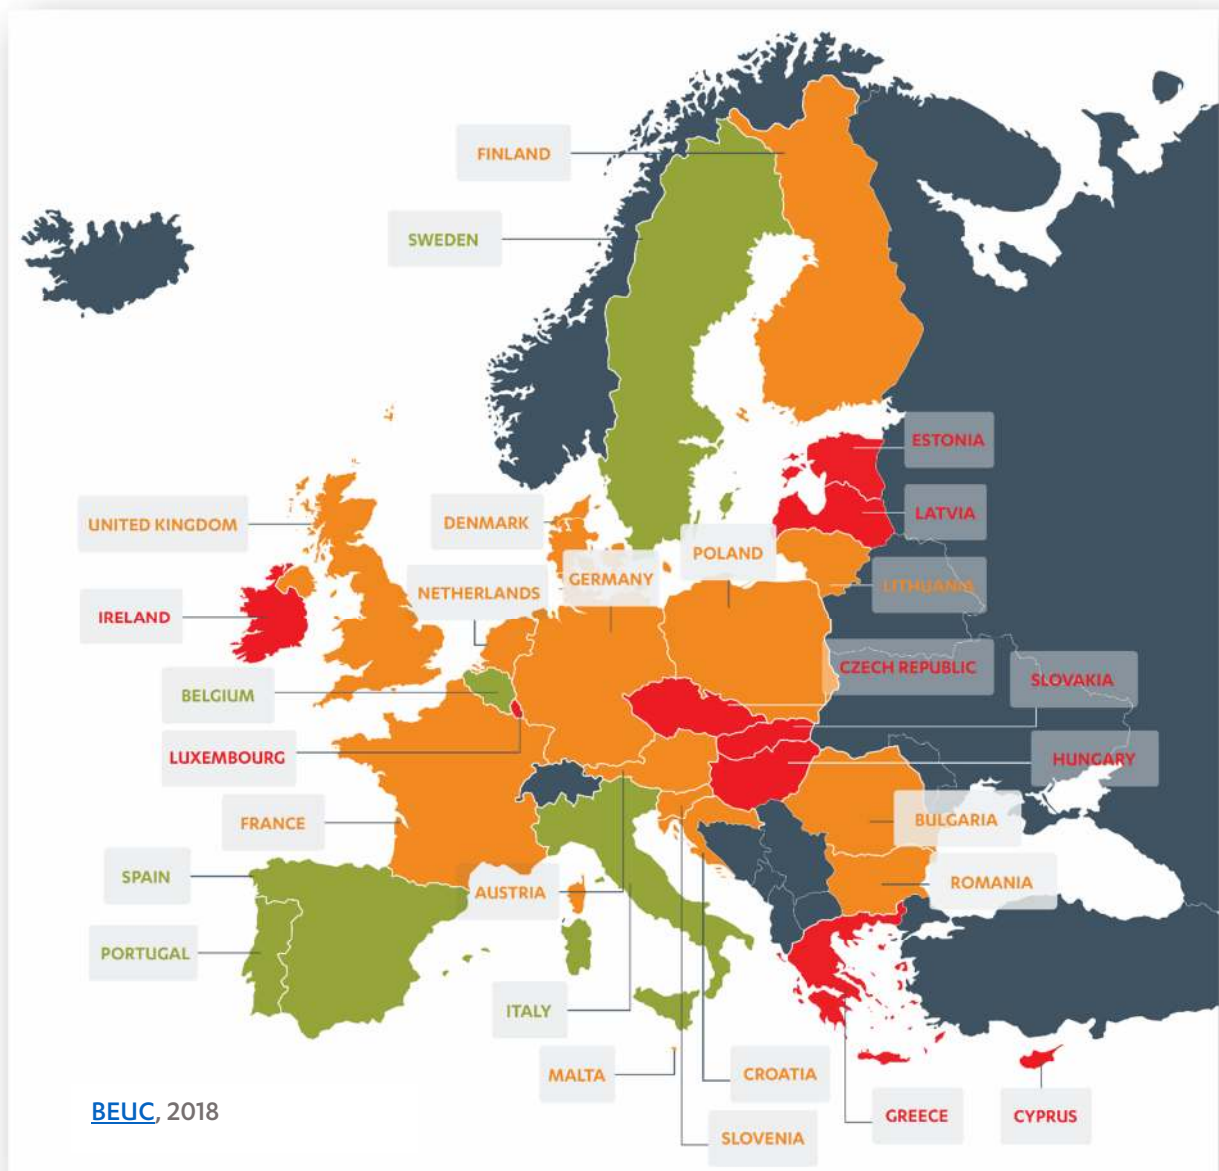 FINLAND
SWEDEN
ESTONIA
LATVIA
UNITED KINGDOM
DENMARK
POLAND
GERMANY
NETHERLANDS
LITHUANIA
IRELAND
CZECH REPUBLIC
SLOVAKIA
BELGIUM
LUXEMBOURG
HUNGARY
FRANCE
BULGARIA
SPAIN
AUSTRIA
ROMANIA
PORTUGAL
ITALY
MALTA
CROATIA
BEUC, 2018
GREECE
CYPRUS
SLOVENIA